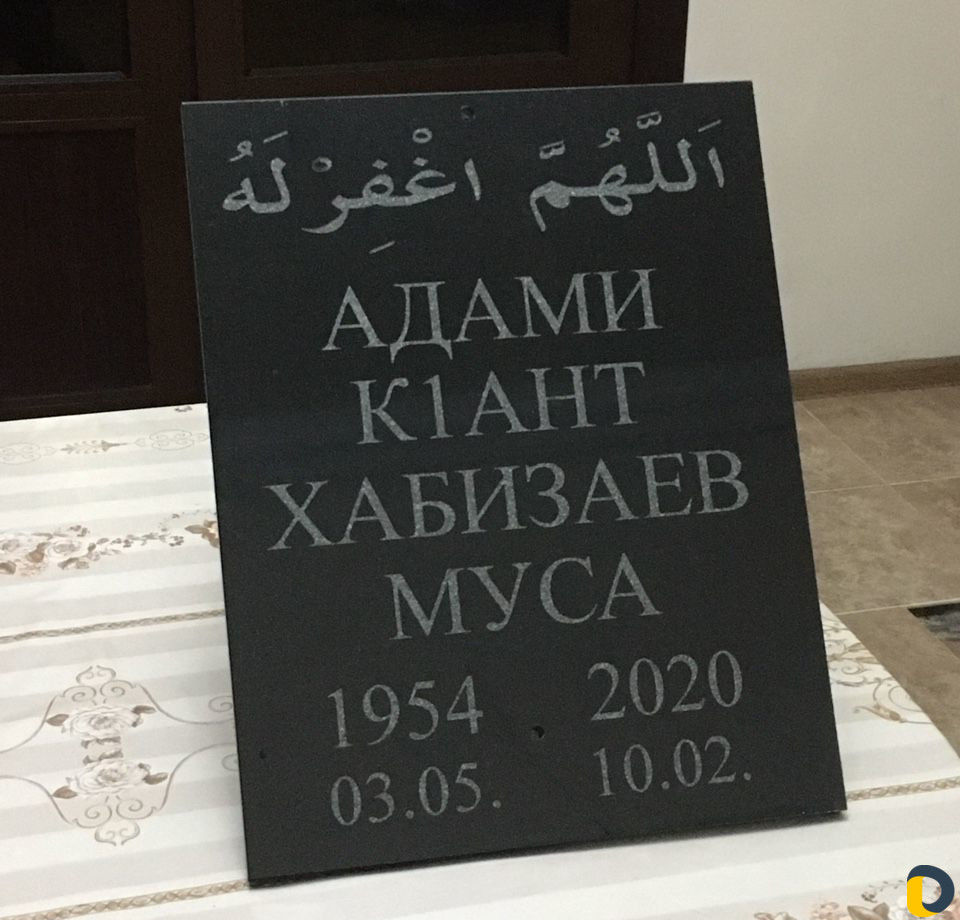 اَللَّهُمَّ اغْفِرْ لَهُ
АДАМИ
К1АНТ
ХАБИЗАЕВ
МУСА
1954 2020
03.05. 10.02.